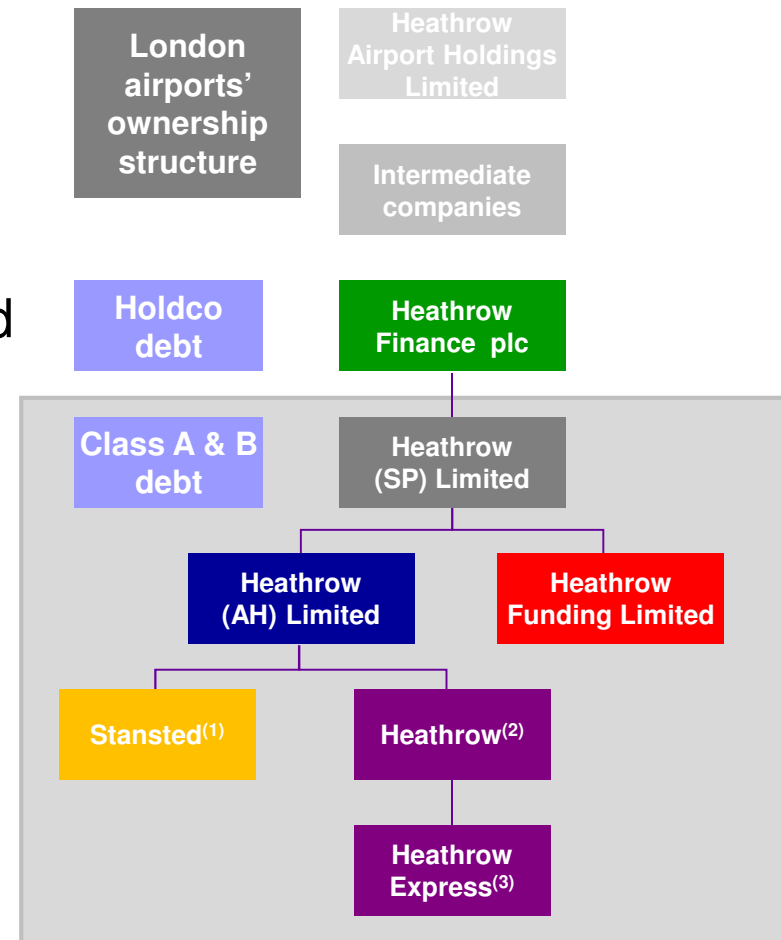 London
airports’
ownership
structure
Heathrow
Airport Holdings
Limited
Intermediate
companies
d
Holdco
debt
Heathrow
Finance plc
Class A & B
debt
Heathrow
(SP) Limited
Heathrow
(AH) Limited
Heathrow
Funding Limited
Stansted(1)
Heathrow(2)
Heathrow
Express(3)